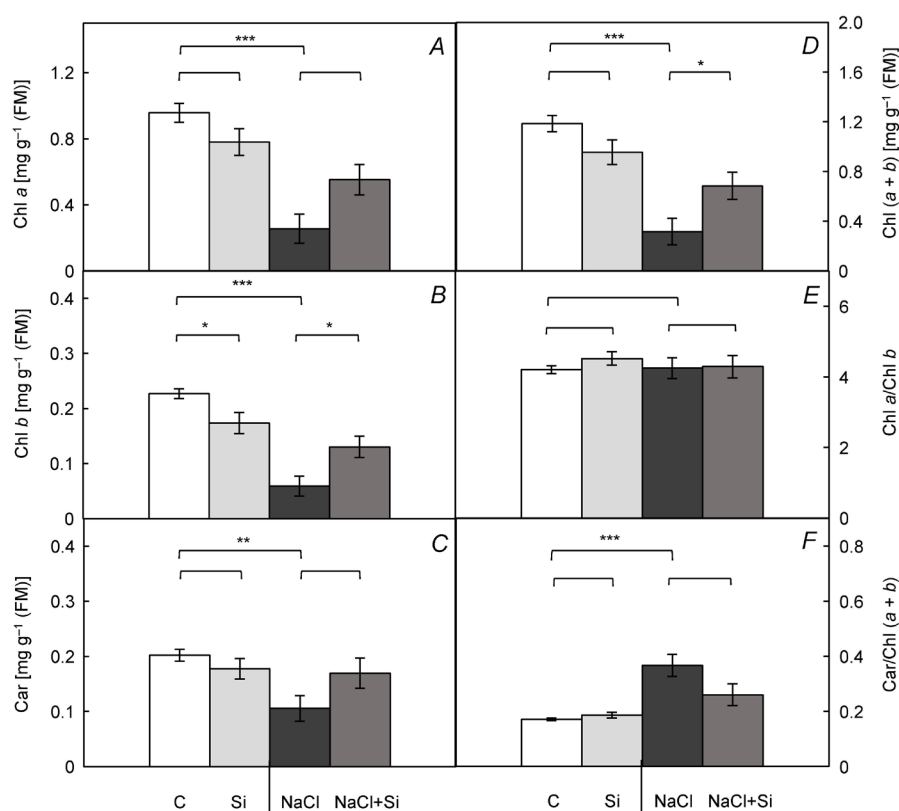 A
***
Chl a [mg g⁻¹ (FM)]
1.2
0.8
0.4
0
D
***
*
Chl (a + b) [mg g⁻¹ (FM)]
2.0
1.6
1.2
0.8
0.4
0
B
***
*
*
Chl b [mg g⁻¹ (FM)]
0.4
0.3
0.2
0.1
0
E
Chl a/Chl b
6
4
2
0
C
**
Car [mg g⁻¹ (FM)]
0.4
0.3
0.2
0.1
0
F
***
Car/Chl (a + b)
0.8
0.6
0.4
0.2
0
C Si NaCl NaCl+Si
C Si NaCl NaCl+Si